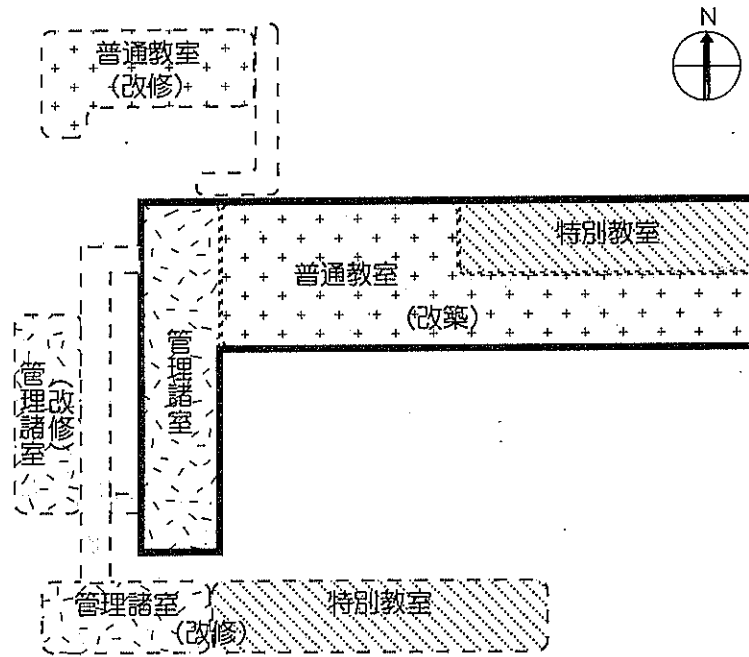 N
普通教室
(改修)
特別教室
普通教室
(改築)
管理諸室
管理諸室
(改修)
管理諸室
特別教室
(改修)